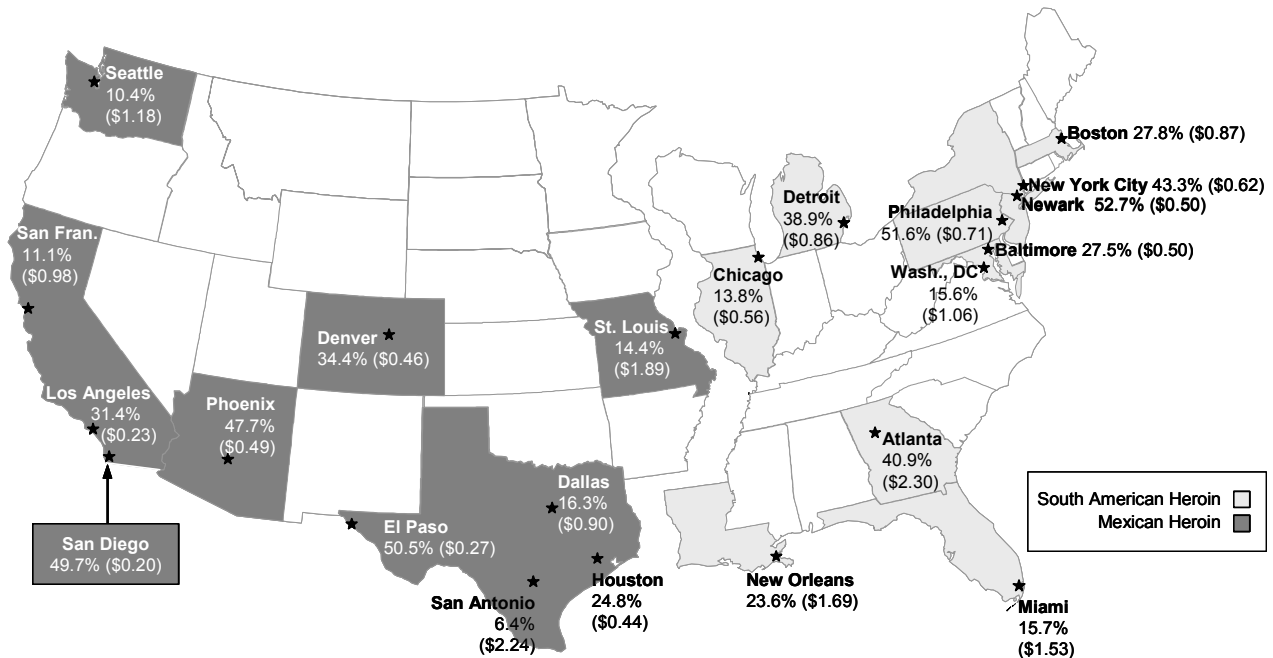 Seattle
10.4%
($1.18)
Boston 27.8% ($0.87)
New York City 43.3% ($0.62)
Newark 52.7% ($0.50)
Detroit
38.9%
($0.86)
Philadelphia
51.6% ($0.71)
San Fran.
11.1%
($0.98)
Baltimore 27.5% ($0.50)
Chicago
13.8%
($0.56)
Wash., DC
15.6%
($1.06)
Denver
34.4% ($0.46)
St. Louis
14.4%
($1.89)
Los Angeles
31.4%
($0.23)
Phoenix
47.7%
($0.49)
Atlanta
40.9%
($2.30)
Dallas
16.3%
($0.90)
South American Heroin
Mexican Heroin
El Paso
50.5% ($0.27)
San Diego
49.7% ($0.20)
Houston
24.8%
($0.44)
New Orleans
23.6% ($1.69)
San Antonio
6.4%
($2.24)
Miami
15.7%
($1.53)